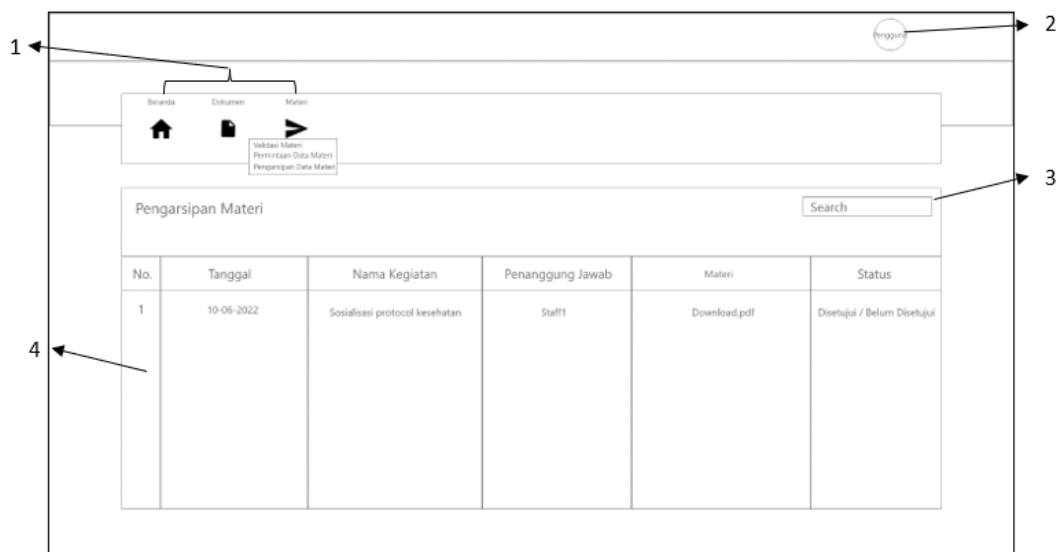 1
2
Pengguna
Beranda Dokumen Materi
Validasi Materi
Permintaan Data Materi
Pengarsipan Data Materi
3
Pengarsipan Materi
Search
No. Tanggal Nama Kegiatan Penanggung Jawab Materi Status
1 10-06-2022 Sosialisasi protocol kesehatan Staff1 Download.pdf Disetujui / Belum Disetujui
4